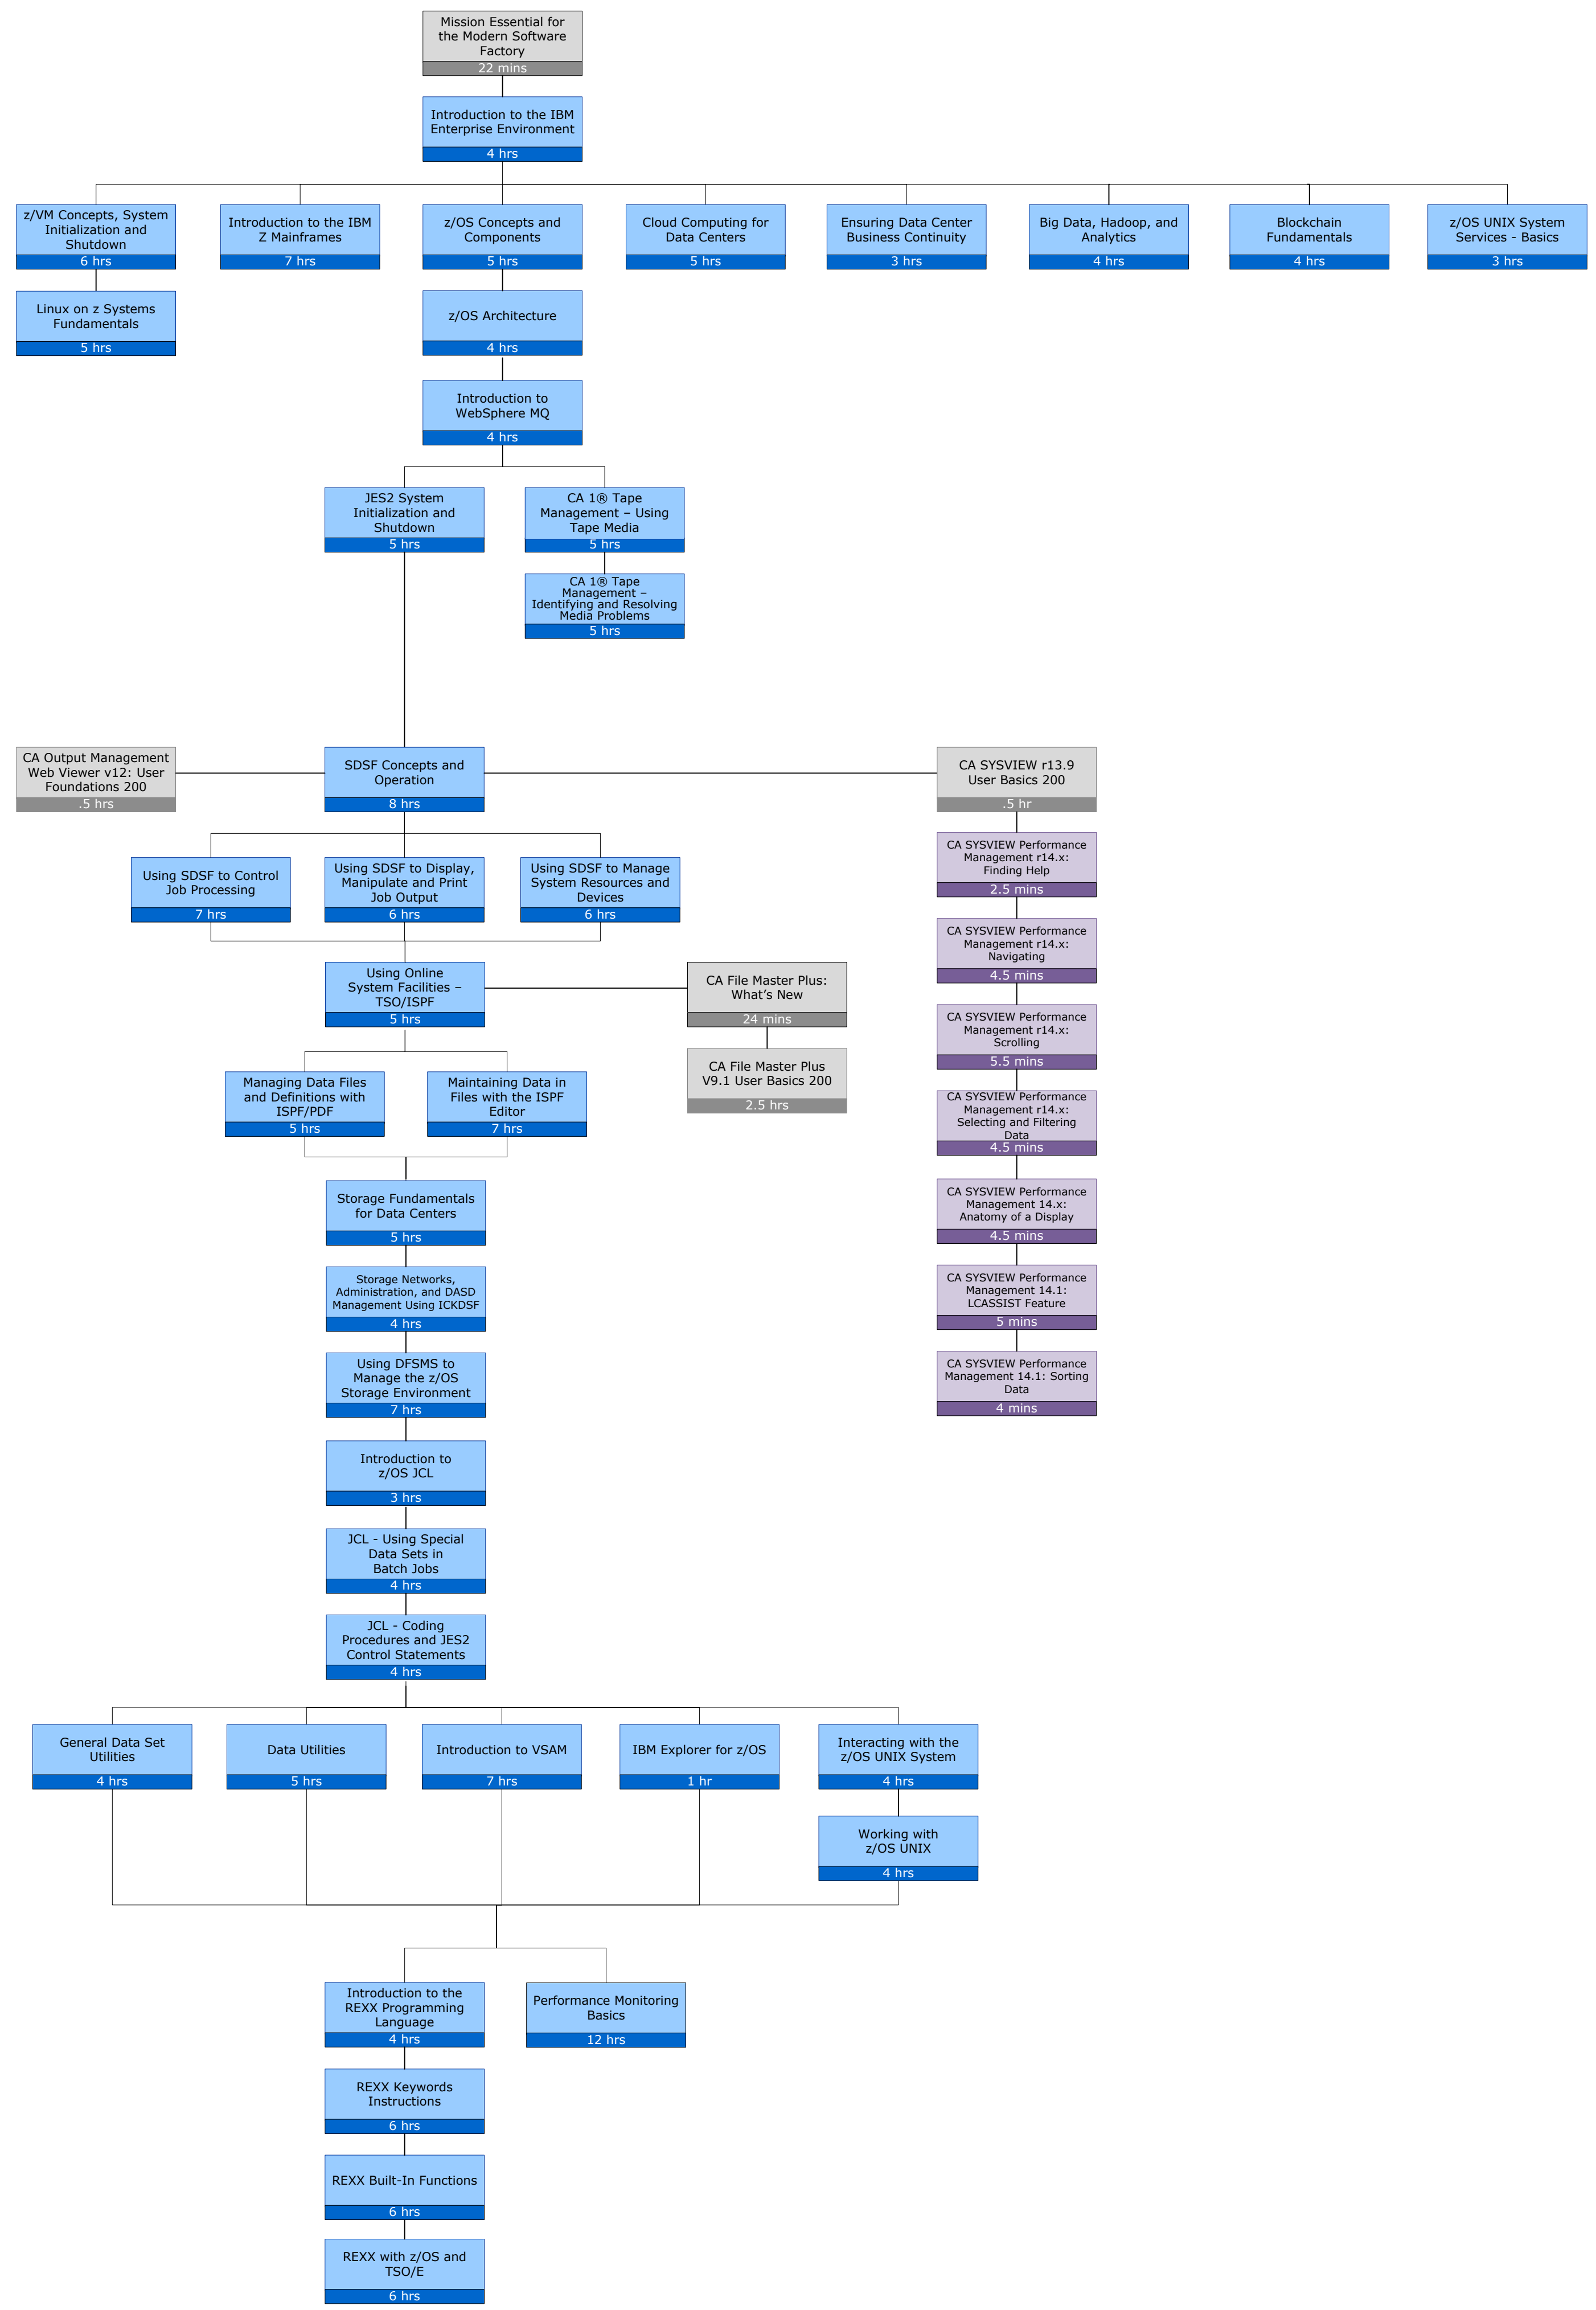 Mission Essential for
the Modern Software
Factory
22 mins
Introduction to the IBM
Enterprise Environment
4 hrs
z/VM Concepts, System
Initialization and
Shutdown
6 hrs
Introduction to the IBM
Z Mainframes
7 hrs
z/OS Concepts and
Components
5 hrs
Cloud Computing for
Data Centers
5 hrs
Ensuring Data Center
Business Continuity
3 hrs
Big Data, Hadoop, and
Analytics
4 hrs
Blockchain
Fundamentals
4 hrs
z/OS UNIX System
Services - Basics
3 hrs
Linux on z Systems
Fundamentals
5 hrs
z/OS Architecture
4 hrs
Introduction to
WebSphere MQ
4 hrs
JES2 System
Initialization and
Shutdown
5 hrs
CA 1® Tape
Management – Using
Tape Media
5 hrs
CA 1® Tape
Management –
Identifying and Resolving
Media Problems
5 hrs
CA Output Management
Web Viewer v12: User
Foundations 200
.5 hrs
SDSF Concepts and
Operation
8 hrs
CA SYSVIEW r13.9
User Basics 200
.5 hr
Using SDSF to Control
Job Processing
7 hrs
Using SDSF to Display,
Manipulate and Print
Job Output
6 hrs
Using SDSF to Manage
System Resources and
Devices
6 hrs
CA SYSVIEW Performance
Management r14.x:
Finding Help
2.5 mins
CA SYSVIEW Performance
Management r14.x:
Navigating
4.5 mins
Using Online
System Facilities –
TSO/ISPF
5 hrs
CA File Master Plus:
What's New
24 mins
CA SYSVIEW Performance
Management r14.x:
Scrolling
5.5 mins
CA File Master Plus
V9.1 User Basics 200
2.5 hrs
Managing Data Files
and Definitions with
ISPF/PDF
5 hrs
Maintaining Data in
Files with the ISPF
Editor
7 hrs
CA SYSVIEW Performance
Management r14.x:
Selecting and Filtering
Data
4.5 mins
Storage Fundamentals
for Data Centers
5 hrs
CA SYSVIEW Performance
Management 14.x:
Anatomy of a Display
4.5 mins
Storage Networks,
Administration, and DASD
Management Using ICKDSF
4 hrs
CA SYSVIEW Performance
Management 14.1:
LCASSIST Feature
5 mins
Using DFSMS to
Manage the z/OS
Storage Environment
7 hrs
CA SYSVIEW Performance
Management 14.1: Sorting
Data
4 mins
Introduction to
z/OS JCL
3 hrs
JCL - Using Special
Data Sets in
Batch Jobs
4 hrs
JCL - Coding
Procedures and JES2
Control Statements
4 hrs
General Data Set
Utilities
4 hrs
Data Utilities
5 hrs
Introduction to VSAM
7 hrs
IBM Explorer for z/OS
1 hr
Interacting with the
z/OS UNIX System
4 hrs
Working with
z/OS UNIX
4 hrs
Introduction to the
REXX Programming
Language
4 hrs
Performance Monitoring
Basics
12 hrs
REXX Keywords
Instructions
6 hrs
REXX Built-In Functions
6 hrs
REXX with z/OS and
TSO/E
6 hrs